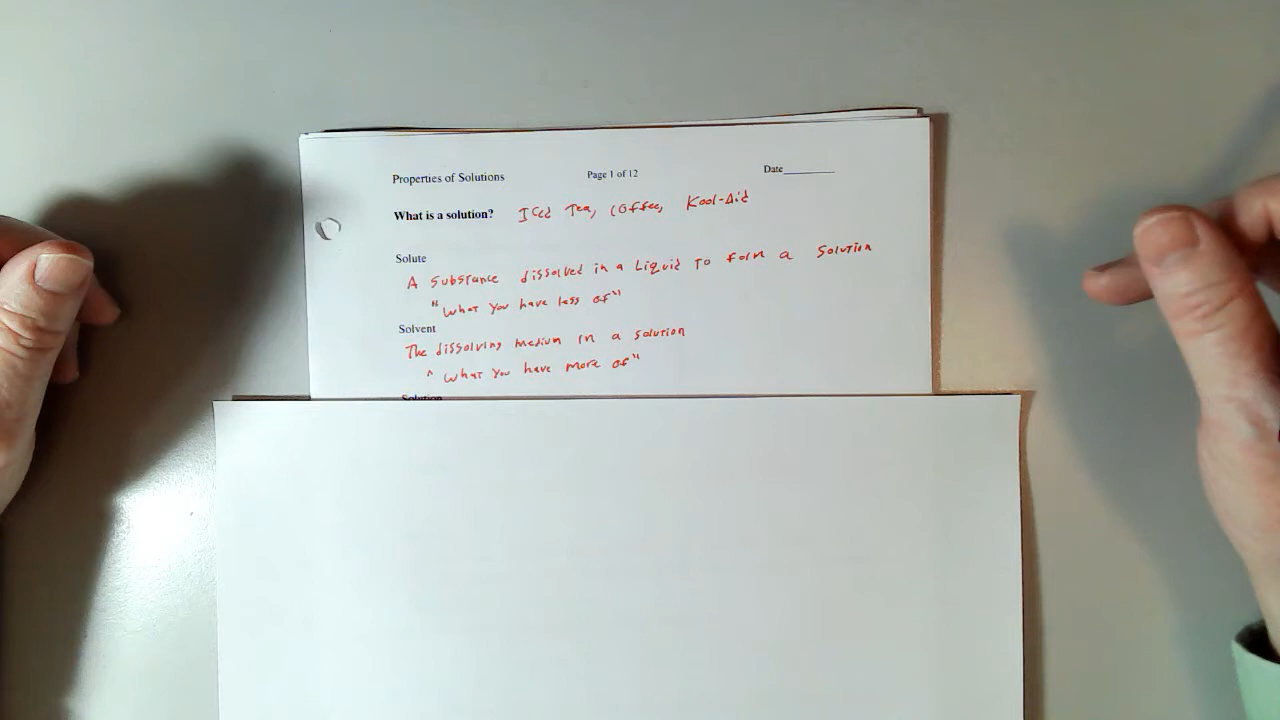 Properties of Solutions Page 1 of 12 Date_________
What is a solution? Iced Tea, Coffee, Kool-Aid
Solute
A Substance dissolved in a Liquid to form a solution
"what you have less of"
Solvent
The dissolving medium in a solution
"what you have more of"
Solution